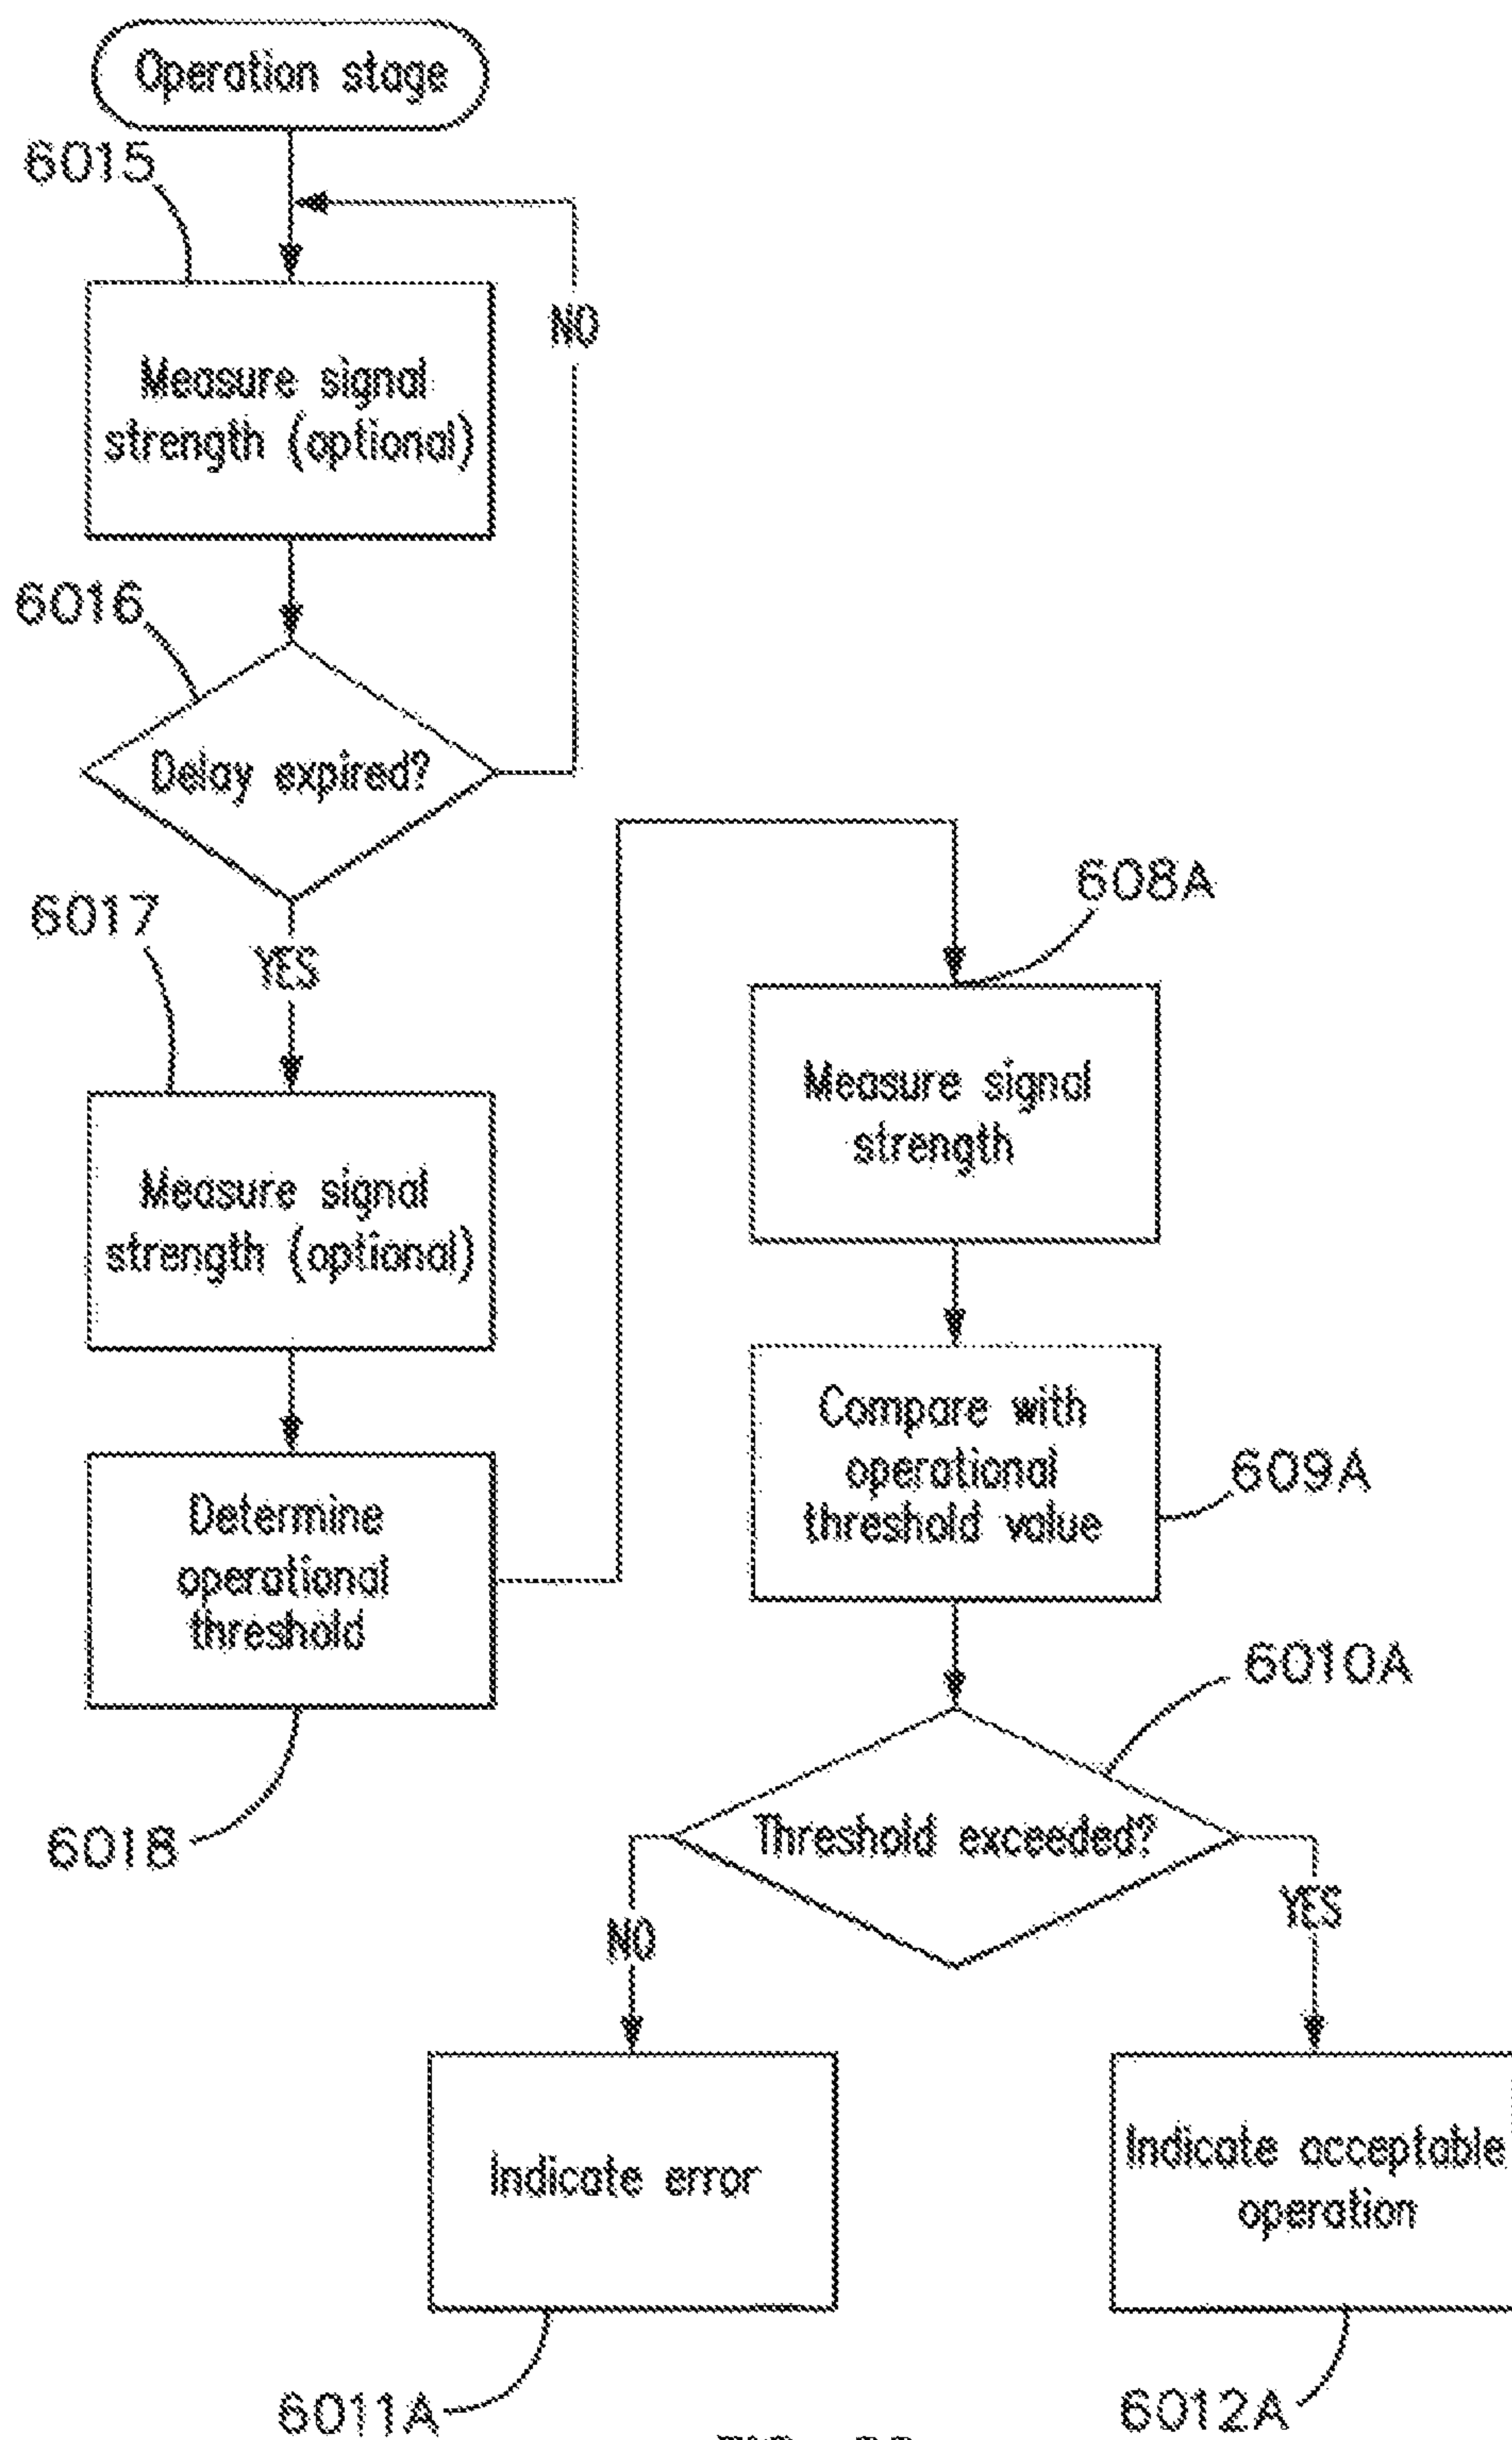 Operation stage
6015
NO
Measure signal
strength (optional)
6016
Delay expired?
6017
YES
608A
Measure signal
strength
Measure signal
strength (optional)
Compare with
operational
threshold value
609A
Determine
operational
threshold
6010A
6018
Threshold exceeded?
NO
YES
Indicate error
Indicate acceptable
operation
6011A
6012A